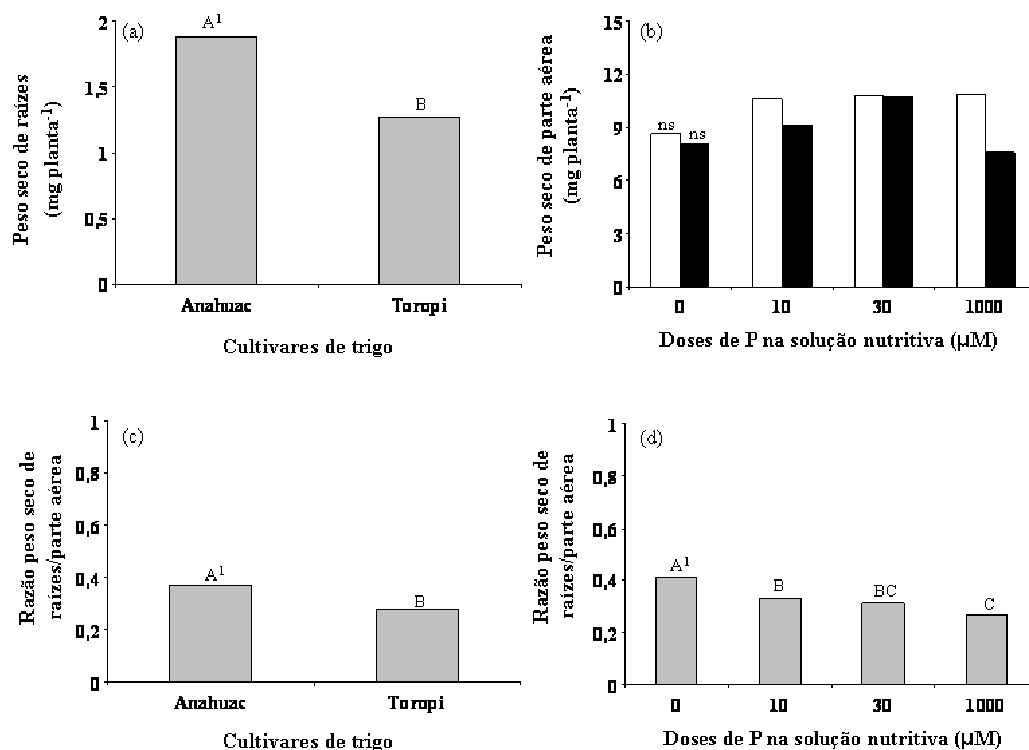 (a)
Peso seco de raízes
(mg planta-1)
2
1,5
1
0,5
0
A1
B
Anahuac
Toropi
Cultivares de trigo
(b)
Peso seco de parte aérea
(mg planta-1)
15
12
9
6
3
0
ns
ns
0
10
30
1000
Doses de P na solução nutritiva (µM)
(c)
Razão peso seco de
raízes/parte aérea
1
0,8
0,6
0,4
0,2
0
A1
B
Anahuac
Toropi
Cultivares de trigo
(d)
Razão peso seco de
raízes/parte aérea
1
0,8
0,6
0,4
0,2
0
A1
B
BC
C
0
10
30
1000
Doses de P na solução nutritiva (µM)